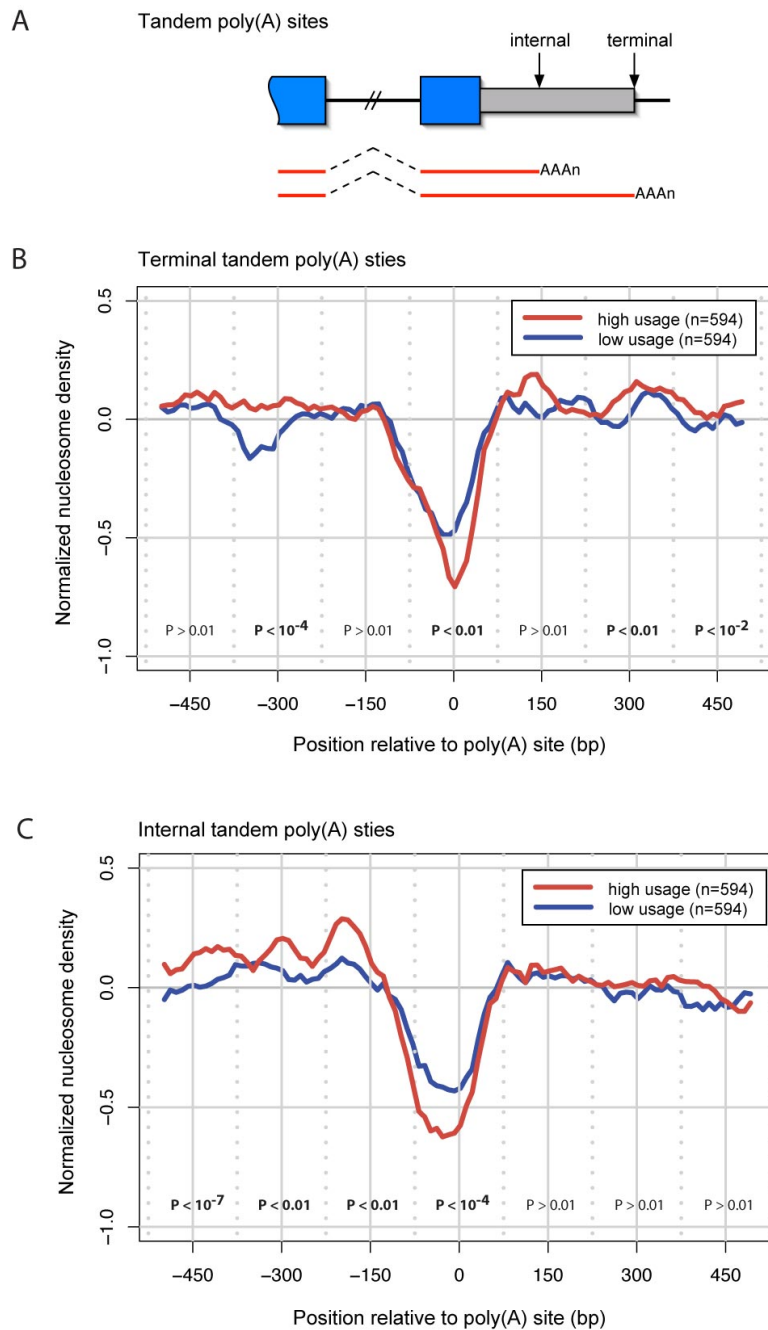 A
Tandem poly(A) sites
internal terminal
AAAn
AAAn
B
Terminal tandem poly(A) sties
high usage (n=594)
low usage (n=594)
Normalized nucleosome density
0.5
0.0
−0.5
−1.0
P > 0.01 P < 10⁻⁴ P > 0.01 P < 0.01 P > 0.01 P < 0.01 P < 10⁻²
−450 −300 −150 0 150 300 450
Position relative to poly(A) site (bp)
C
Internal tandem poly(A) sties
high usage (n=594)
low usage (n=594)
Normalized nucleosome density
0.5
0.0
−0.5
−1.0
P < 10⁻⁷ P < 0.01 P < 0.01 P < 10⁻⁴ P > 0.01 P > 0.01 P > 0.01
−450 −300 −150 0 150 300 450
Position relative to poly(A) site (bp)